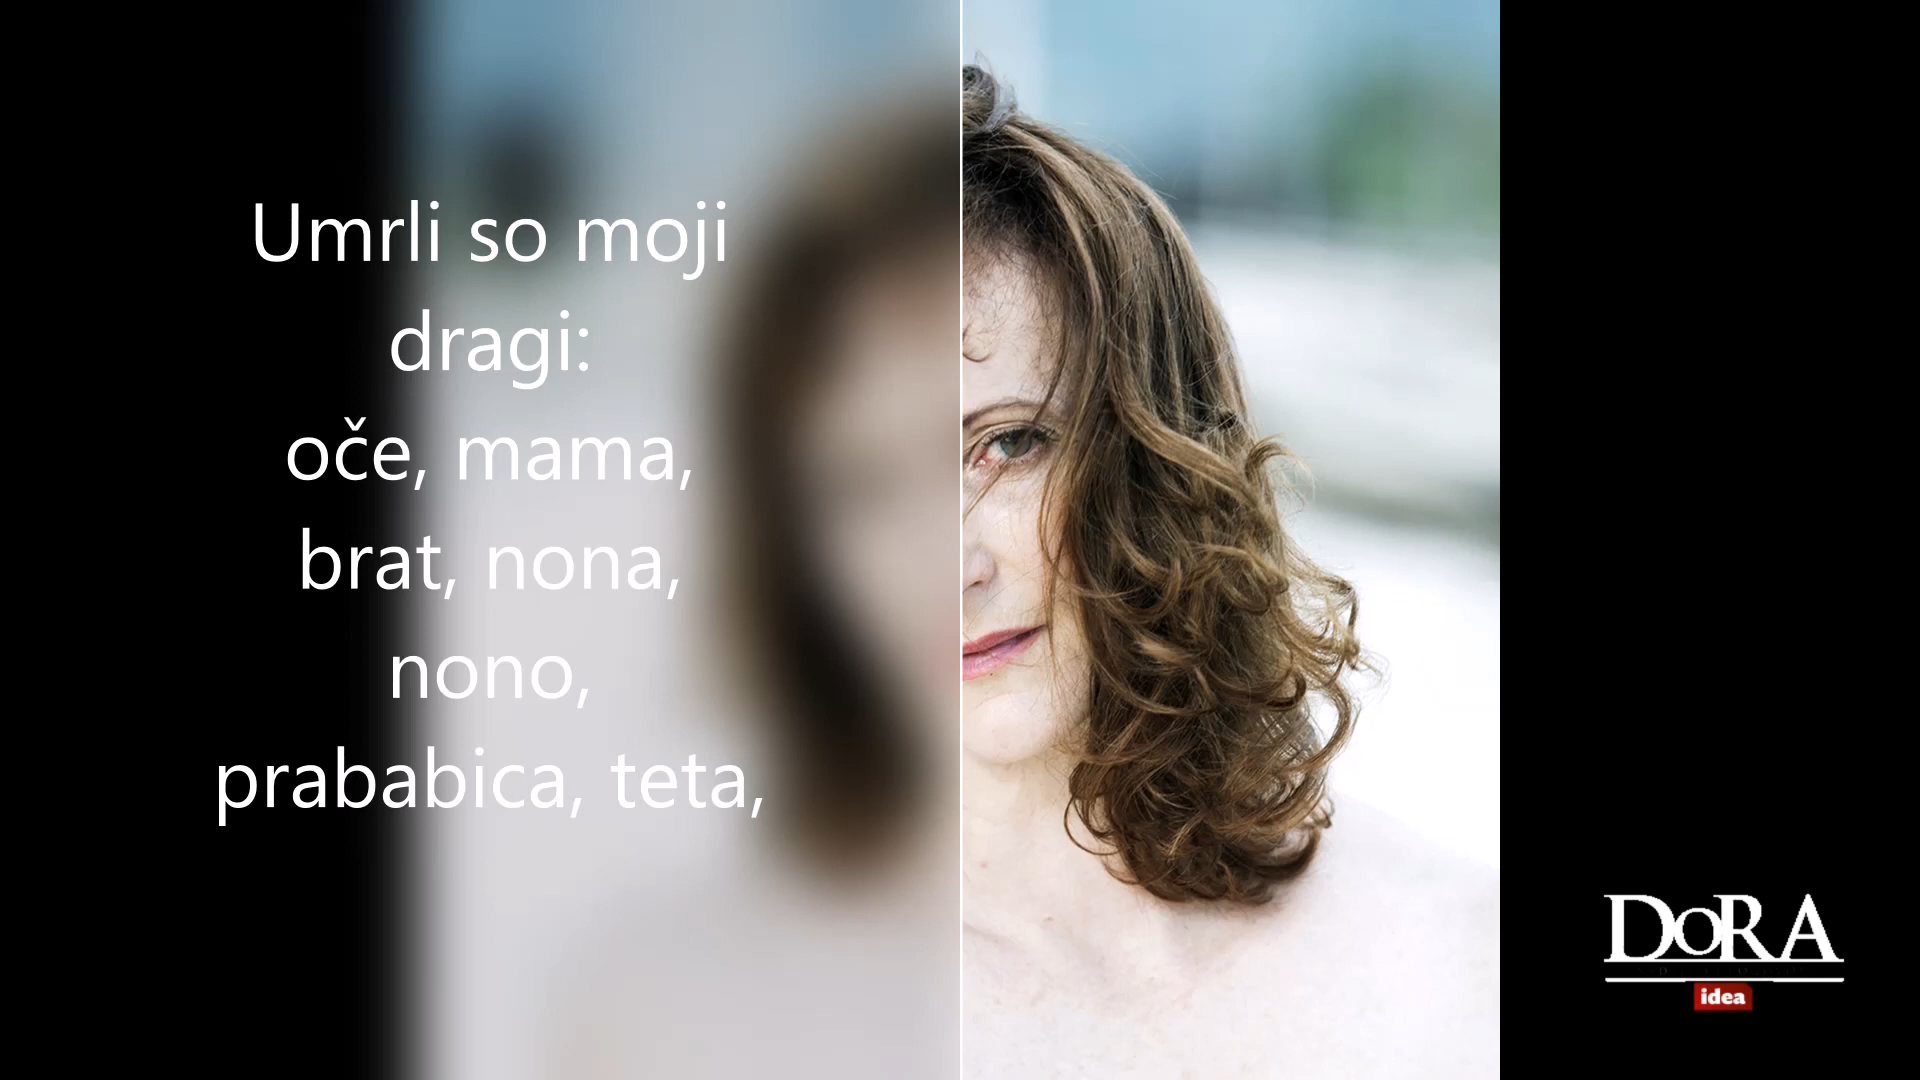 Umrli so moji
dragi:
oče, mama,
brat, nona,
nono,
prababica, teta,
DoRA
idea